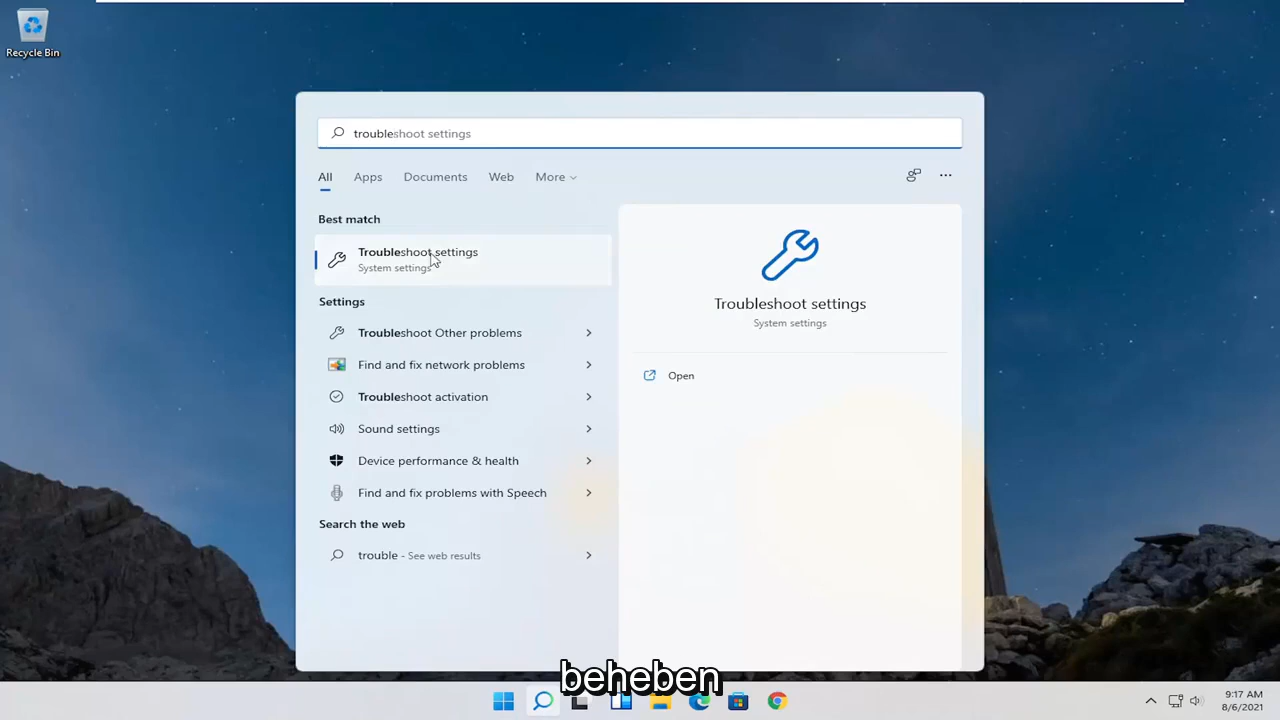 Recycle Bin
troubleshoot settings
All Apps Documents Web More
Best match
Troubleshoot settings
System settings
Settings
Troubleshoot Other problems
Find and fix network problems
Troubleshoot activation
Sound settings
Device performance & health
Find and fix problems with Speech
Search the web
trouble - See web results
Troubleshoot settings
System settings
Open
beheben
9:17 AM
8/6/2021